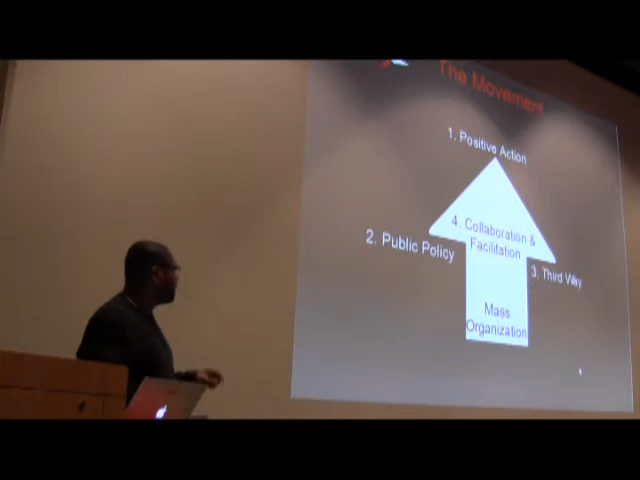 The Movement
1. Positive Action
4. Collaboration &
Facilitation
2. Public Policy
3. Third Way
Mass
Organization